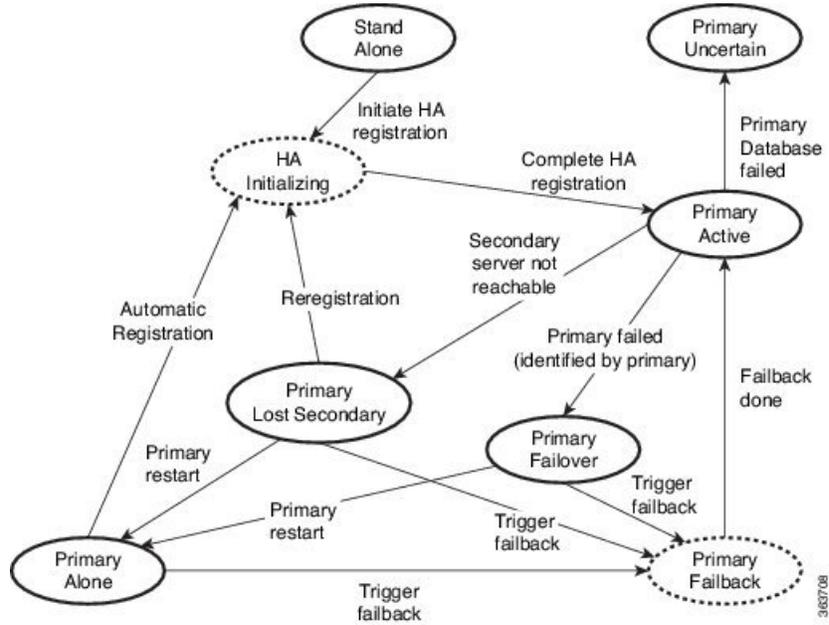 Stand
Alone
Primary
Uncertain
Initiate HA
registration
Primary
Database
failed
HA
Initializing
Complete HA
registration
Primary
Active
Secondary
server not
reachable
Automatic
Registration
Reregistration
Primary failed
(identified by primary)
Failback
done
Primary
Lost Secondary
Primary
Failover
Primary
restart
Primary
restart
Trigger
failback
Trigger
failback
Primary
Alone
Primary
Failback
Trigger
failback
363708